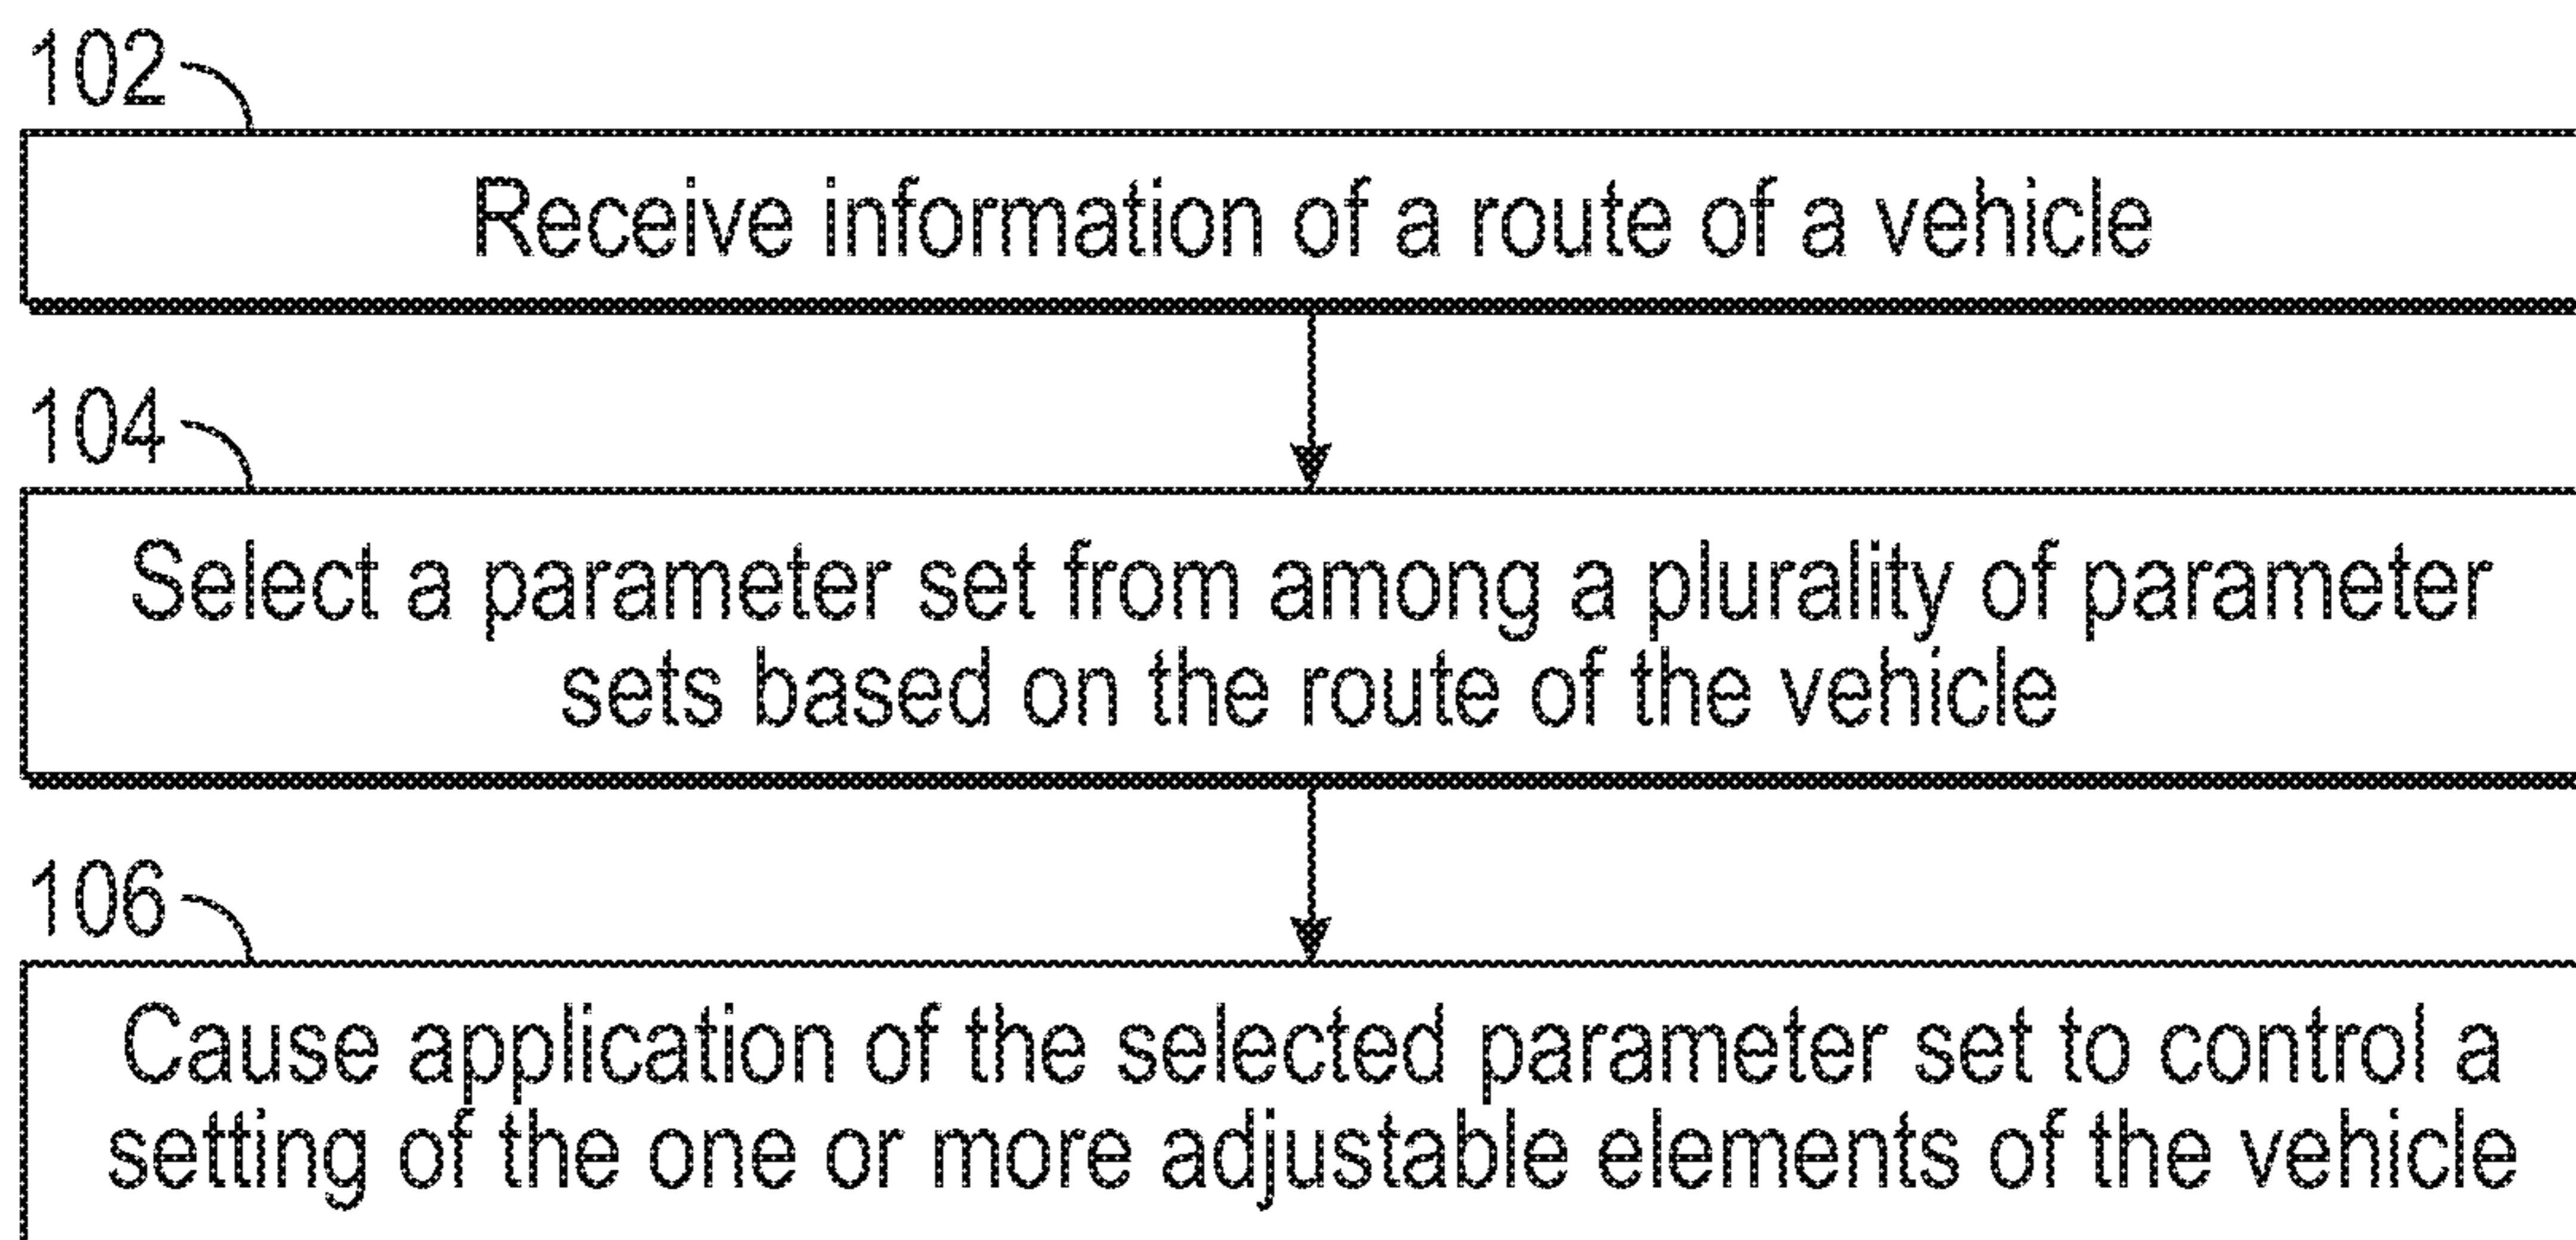 102
Receive information of a route of a vehicle
104
Select a parameter set from among a plurality of parameter
sets based on the route of the vehicle
106
Cause application of the selected parameter set to control a
setting of the one or more adjustable elements of the vehicle